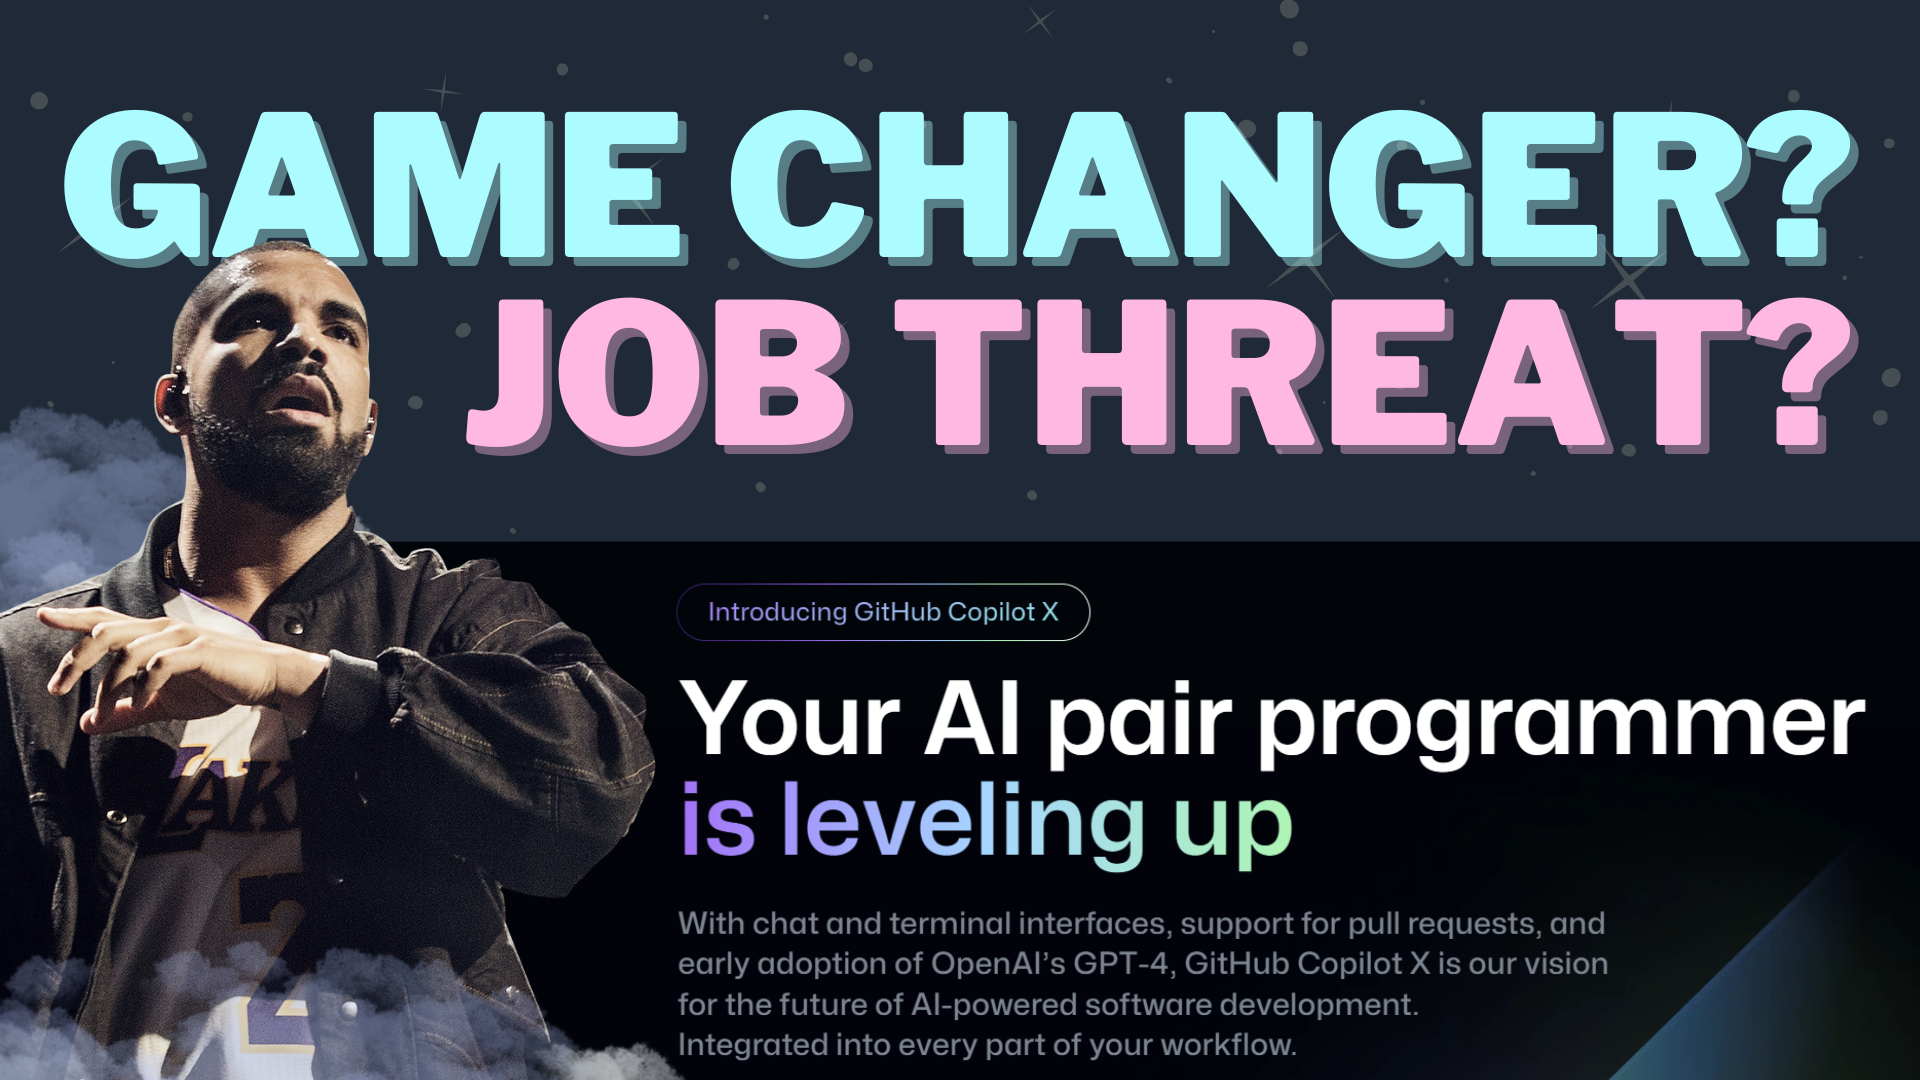 GAME CHANGER?
JOB THREAT?
Introducing GitHub Copilot X
Your AI pair programmer
is leveling up
With chat and terminal interfaces, support for pull requests, and
early adoption of OpenAI’s GPT-4, GitHub Copilot X is our vision
for the future of AI-powered software development.
Integrated into every part of your workflow.